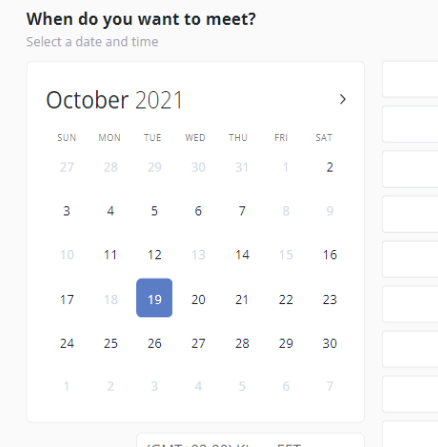 When do you want to meet?
Select a date and time
October 2021
SUN MON TUE WED THU FRI SAT
27 28 29 30 31 1 2
3 4 5 6 7 8 9
10 11 12 13 14 15 16
17 18 19 20 21 22 23
24 25 26 27 28 29 30
1 2 3 4 5 6 7